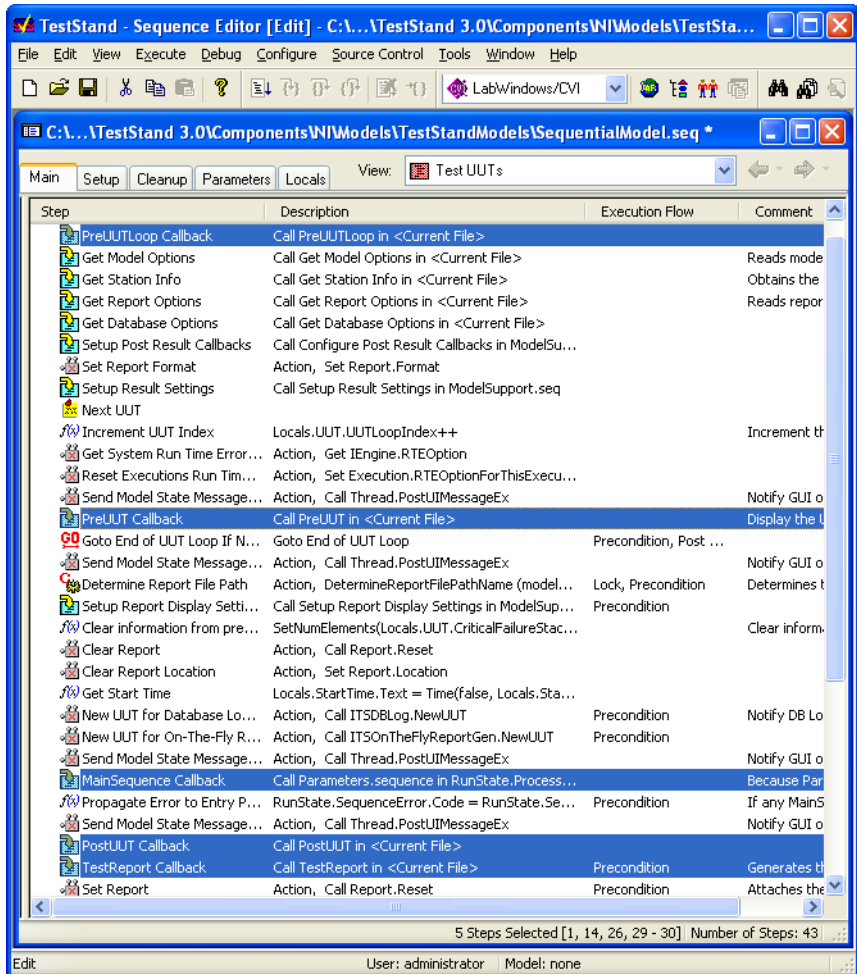 TestStand - Sequence Editor [Edit] - C:\...\TestStand 3.0\Components\NI\Models\TestSta...
File Edit View Execute Debug Configure Source Control Tools Window Help
LabWindows/CVI
C:\...\TestStand 3.0\Components\NI\Models\TestStandModels\SequentialModel.seq *
Main Setup Cleanup Parameters Locals View: Test UUTs
Step Description Execution Flow Comment
PreUUTLoop Callback Call PreUUTLoop in <Current File>
Get Model Options Call Get Model Options in <Current File> Reads mode
Get Station Info Call Get Station Info in <Current File> Obtains the
Get Report Options Call Get Report Options in <Current File> Reads repor
Get Database Options Call Get Database Options in <Current File>
Setup Post Result Callbacks Call Configure Post Result Callbacks in ModelSu...
Set Report Format Action, Set Report.Format
Setup Result Settings Call Setup Result Settings in ModelSupport.seq
Next UUT
f(x) Increment UUT Index Locals.UUT.UUTLoopIndex++ Increment th
Get System Run Time Error... Action, Get IEngine.RTEOption
Reset Executions Run Tim... Action, Set Execution.RTEOptionForThisExecu...
Send Model State Message... Action, Call Thread.PostUIMessageEx Notify GUI o
PreUUT Callback Call PreUUT in <Current File> Display the U
GO Goto End of UUT Loop If N... Goto End of UUT Loop Precondition, Post ...
Send Model State Message... Action, Call Thread.PostUIMessageEx Notify GUI o
Determine Report File Path Action, DetermineReportFilePathName (model... Lock, Precondition Determines t
Setup Report Display Setti... Call Setup Report Display Settings in ModelSup... Precondition
f(x) Clear information from pre... SetNumElements(Locals.UUT.CriticalFailureStac... Clear inform
Clear Report Action, Call Report.Reset
Clear Report Location Action, Set Report.Location
f(x) Get Start Time Locals.StartTime.Text = Time(false, Locals.Sta...
New UUT for Database Lo... Action, Call ITSDBLog.NewUUT Precondition Notify DB Lo
New UUT for On-The-Fly R... Action, Call ITSOnTheFlyReportGen.NewUUT Precondition
Send Model State Message... Action, Call Thread.PostUIMessageEx Notify GUI o
MainSequence Callback Call Parameters.sequence in RunState.Process... Because Par
f(x) Propagate Error to Entry P... RunState.SequenceError.Code = RunState.Se... Precondition If any MainS
Send Model State Message... Action, Call Thread.PostUIMessageEx Notify GUI o
PostUUT Callback Call PostUUT in <Current File>
TestReport Callback Call TestReport in <Current File> Precondition Generates th
Set Report Action, Call Report.Reset Precondition Attaches the
5 Steps Selected [1, 14, 26, 29 - 30] Number of Steps: 43
Edit User: administrator Model: none